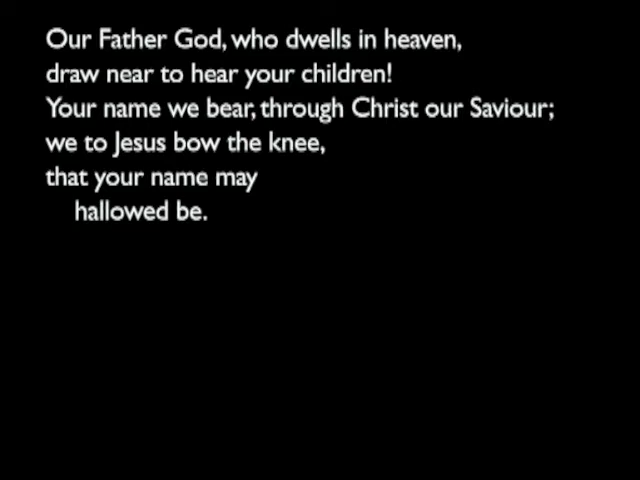 Our Father God, who dwells in heaven,
draw near to hear your children!
Your name we bear, through Christ our Saviour;
we to Jesus bow the knee,
that your name may
hallowed be.